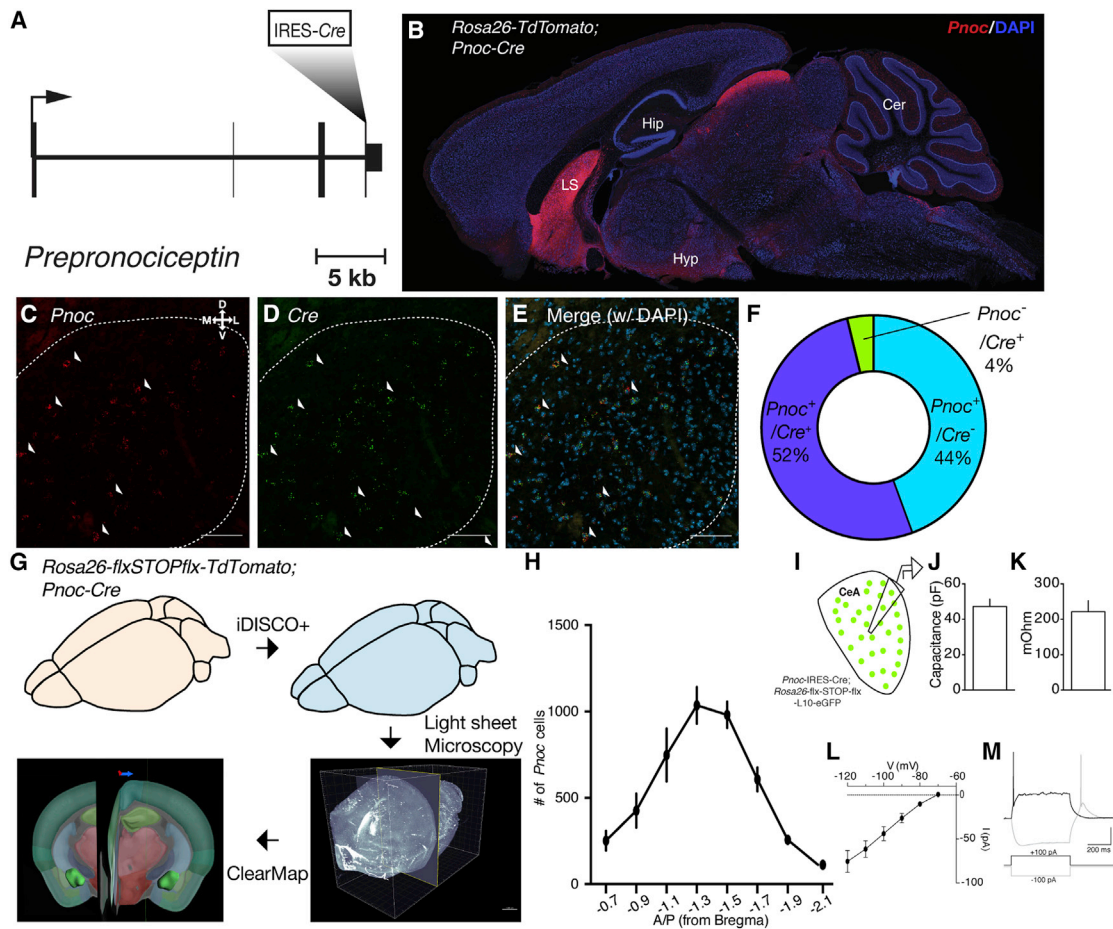 A
IRES-Cre
Prepronociceptin
5 kb
B
Rosa26-TdTomato;
Pnoc-Cre
Pnoc/DAPI
Hip
Cer
LS
Hyp
C
Pnoc
D
M
L
V
D
Cre
E
Merge (w/ DAPI)
F
Pnoc⁻
/Cre⁺
4%
Pnoc⁺
/Cre⁺
52%
Pnoc⁺
/Cre⁻
44%
G
Rosa26-flxSTOPflx-TdTomato;
Pnoc-Cre
iDISCO+
Light sheet
Microscopy
ClearMap
H
# of Pnoc cells
1500
1000
500
0
-0.7
-0.9
-1.1
-1.3
-1.5
-1.7
-1.9
-2.1
A/P (from Bregma)
I
CeA
Pnoc-IRES-Cre;
Rosa26-flx-STOP-flx
-L10-eGFP
J
Capacitance (pF)
60
40
20
0
K
mOhm
300
200
100
0
L
V (mV)
-120
-100
-80
-60
0
-50
-100
I (pA)
M
200 ms
+100 pA
-100 pA